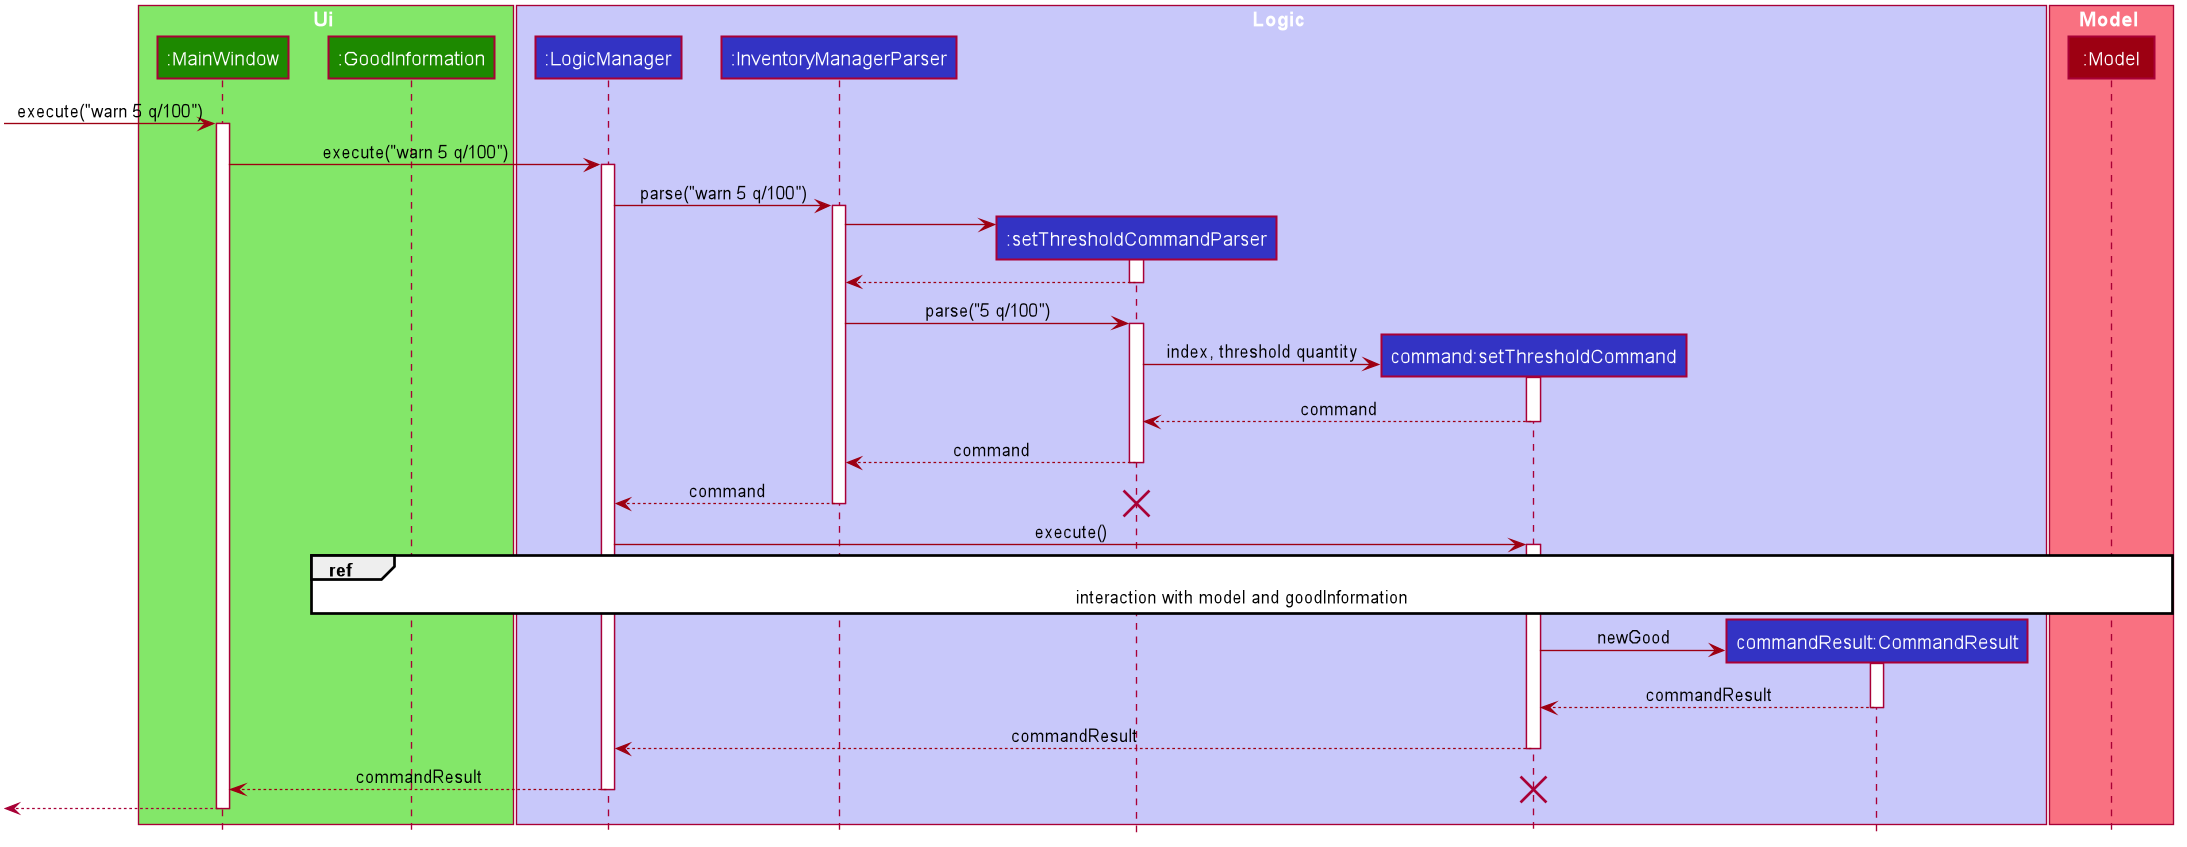 Ui
Logic
Model
:MainWindow
:GoodInformation
:LogicManager
:InventoryManagerParser
:Model
execute("warn 5 q/100")
execute("warn 5 q/100")
parse("warn 5 q/100")
:setThresholdCommandParser
parse("5 q/100")
index, threshold quantity
command:setThresholdCommand
command
command
command
execute()
ref
interaction with model and goodInformation
newGood
commandResult:CommandResult
commandResult
commandResult
commandResult